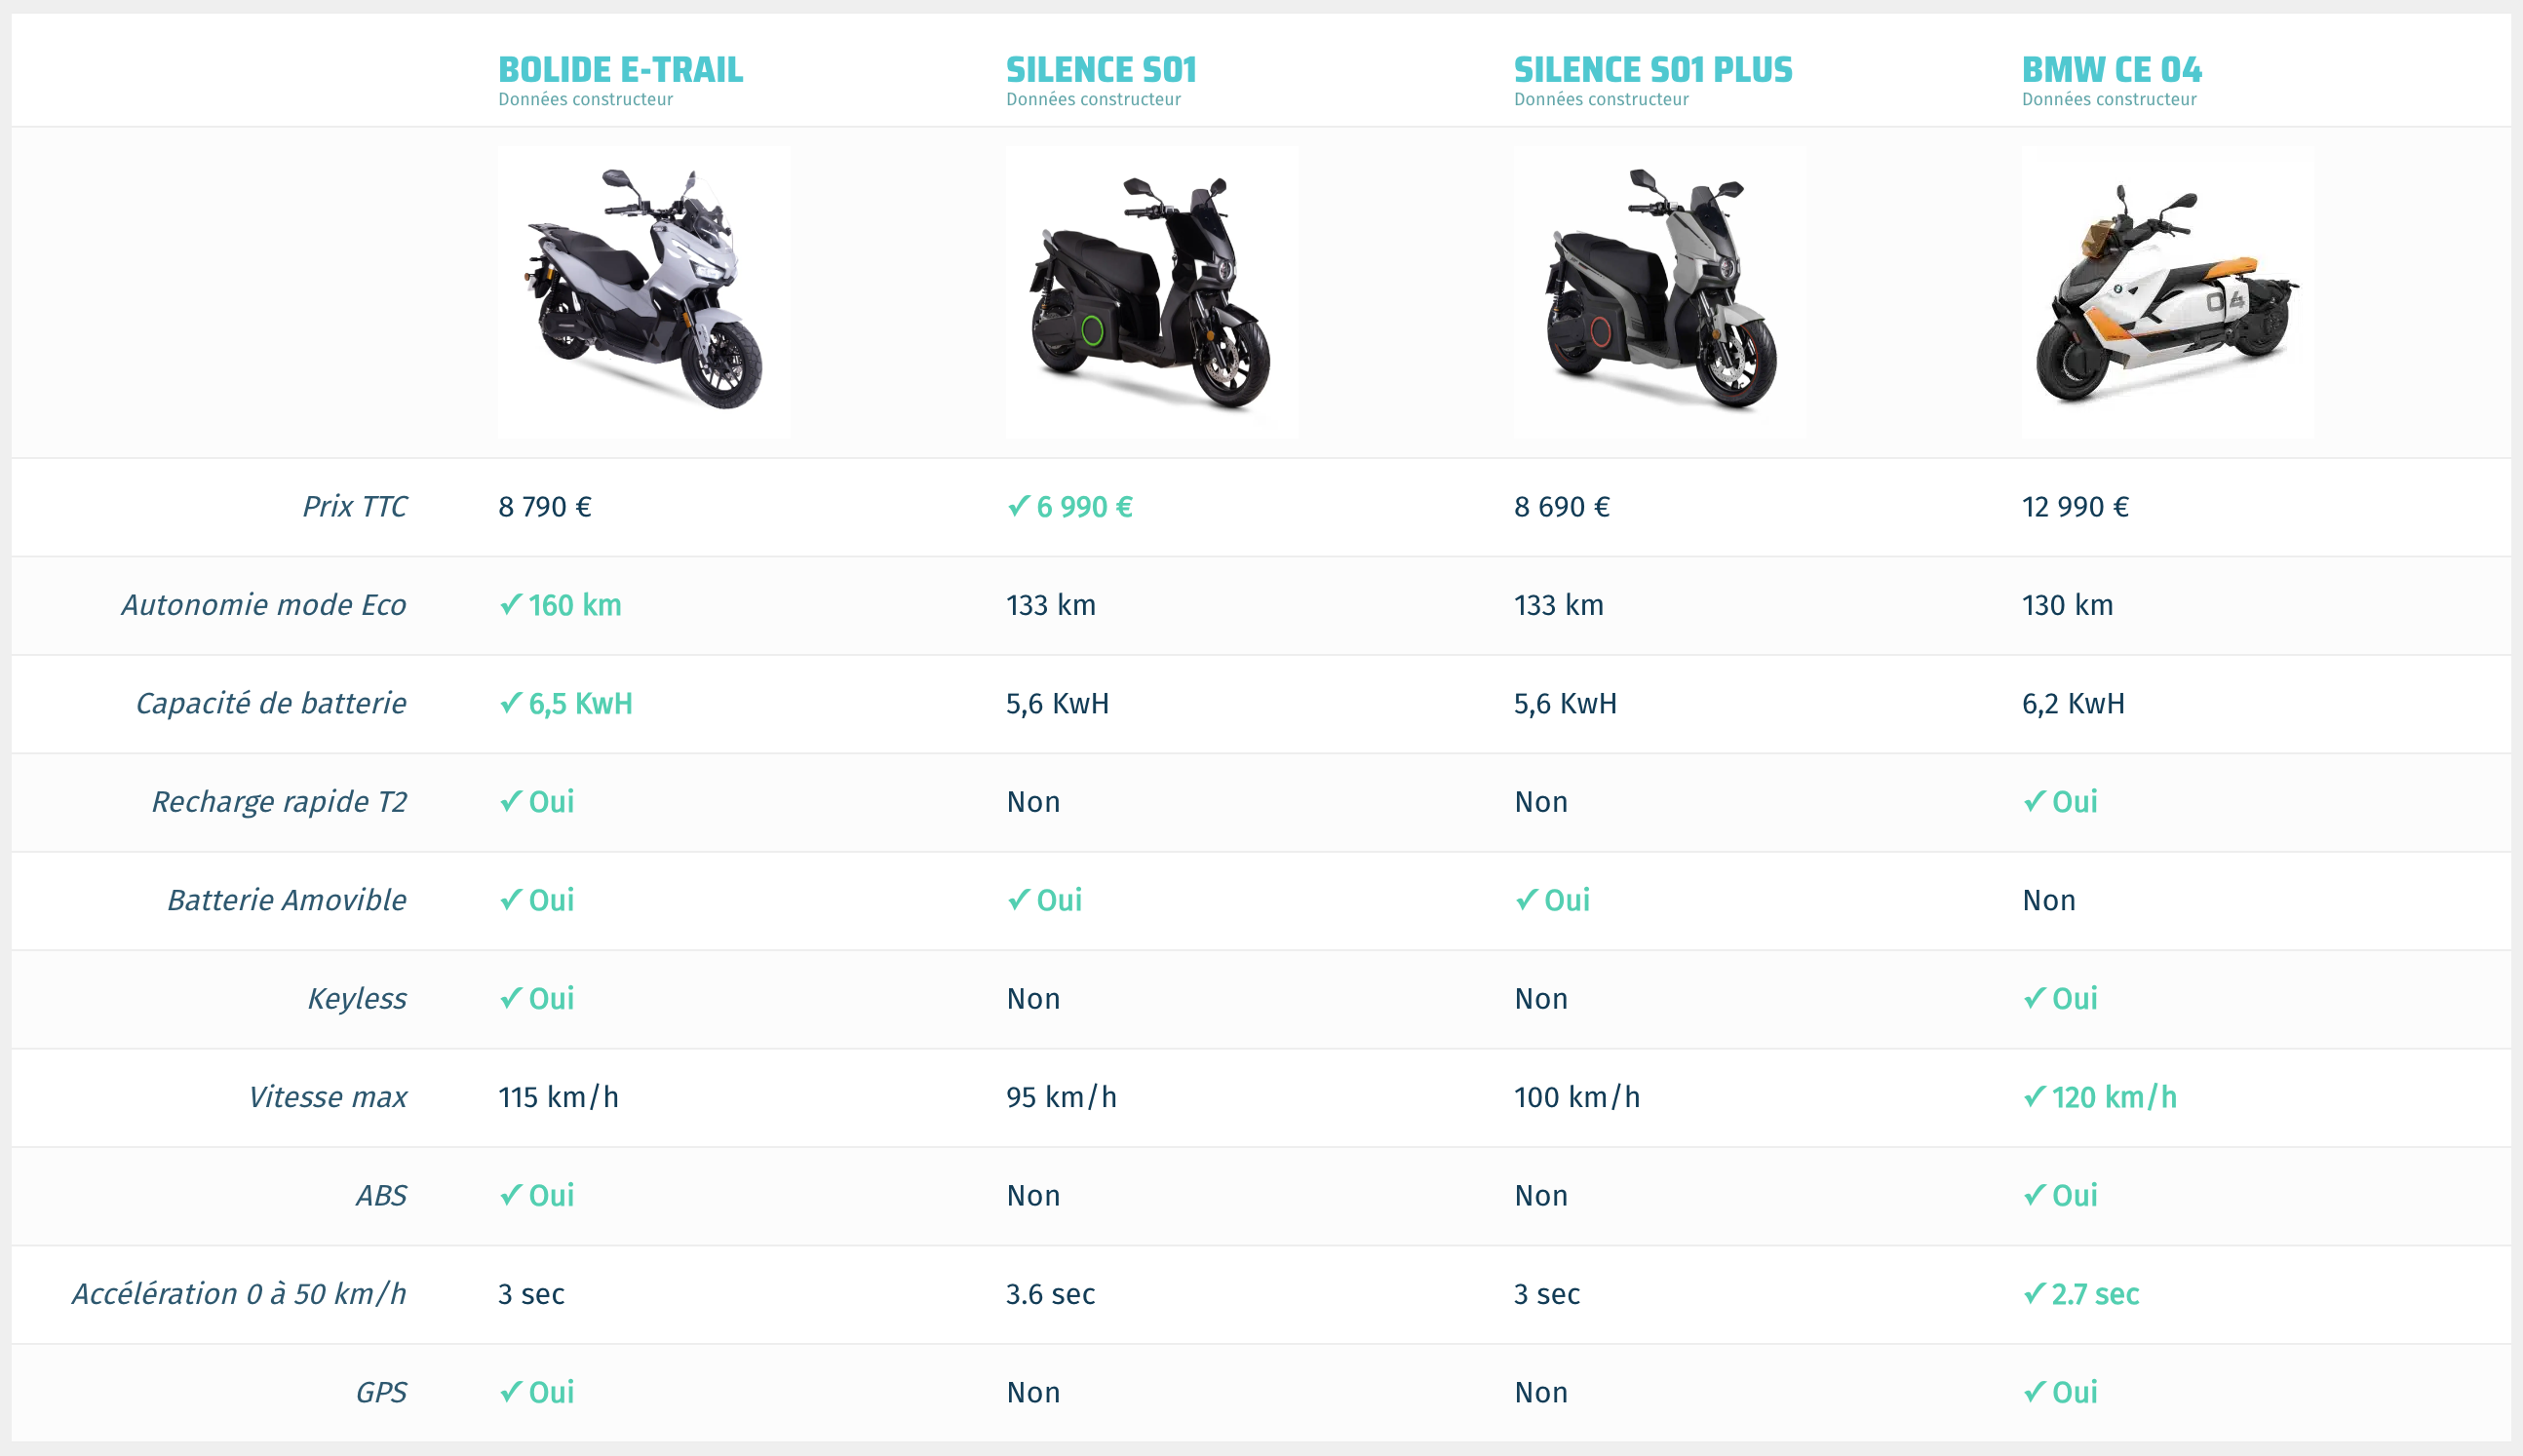 BOLIDE E-TRAIL SILENCE S01 SILENCE S01 PLUS BMW CE 04
Données constructeur Données constructeur Données constructeur Données constructeur
04
Prix TTC 8 790 € ✓ 6 990 € 8 690 € 12 990 €
Autonomie mode Eco ✓ 160 km 133 km 133 km 130 km
Capacité de batterie ✓ 6,5 KwH 5,6 KwH 5,6 KwH 6,2 KwH
Recharge rapide T2 ✓ Oui Non Non ✓ Oui
Batterie Amovible ✓ Oui ✓ Oui ✓ Oui Non
Keyless ✓ Oui Non Non ✓ Oui
Vitesse max 115 km/h 95 km/h 100 km/h ✓ 120 km/h
ABS ✓ Oui Non Non ✓ Oui
Accélération 0 à 50 km/h 3 sec 3.6 sec 3 sec ✓ 2.7 sec
GPS ✓ Oui Non Non ✓ Oui